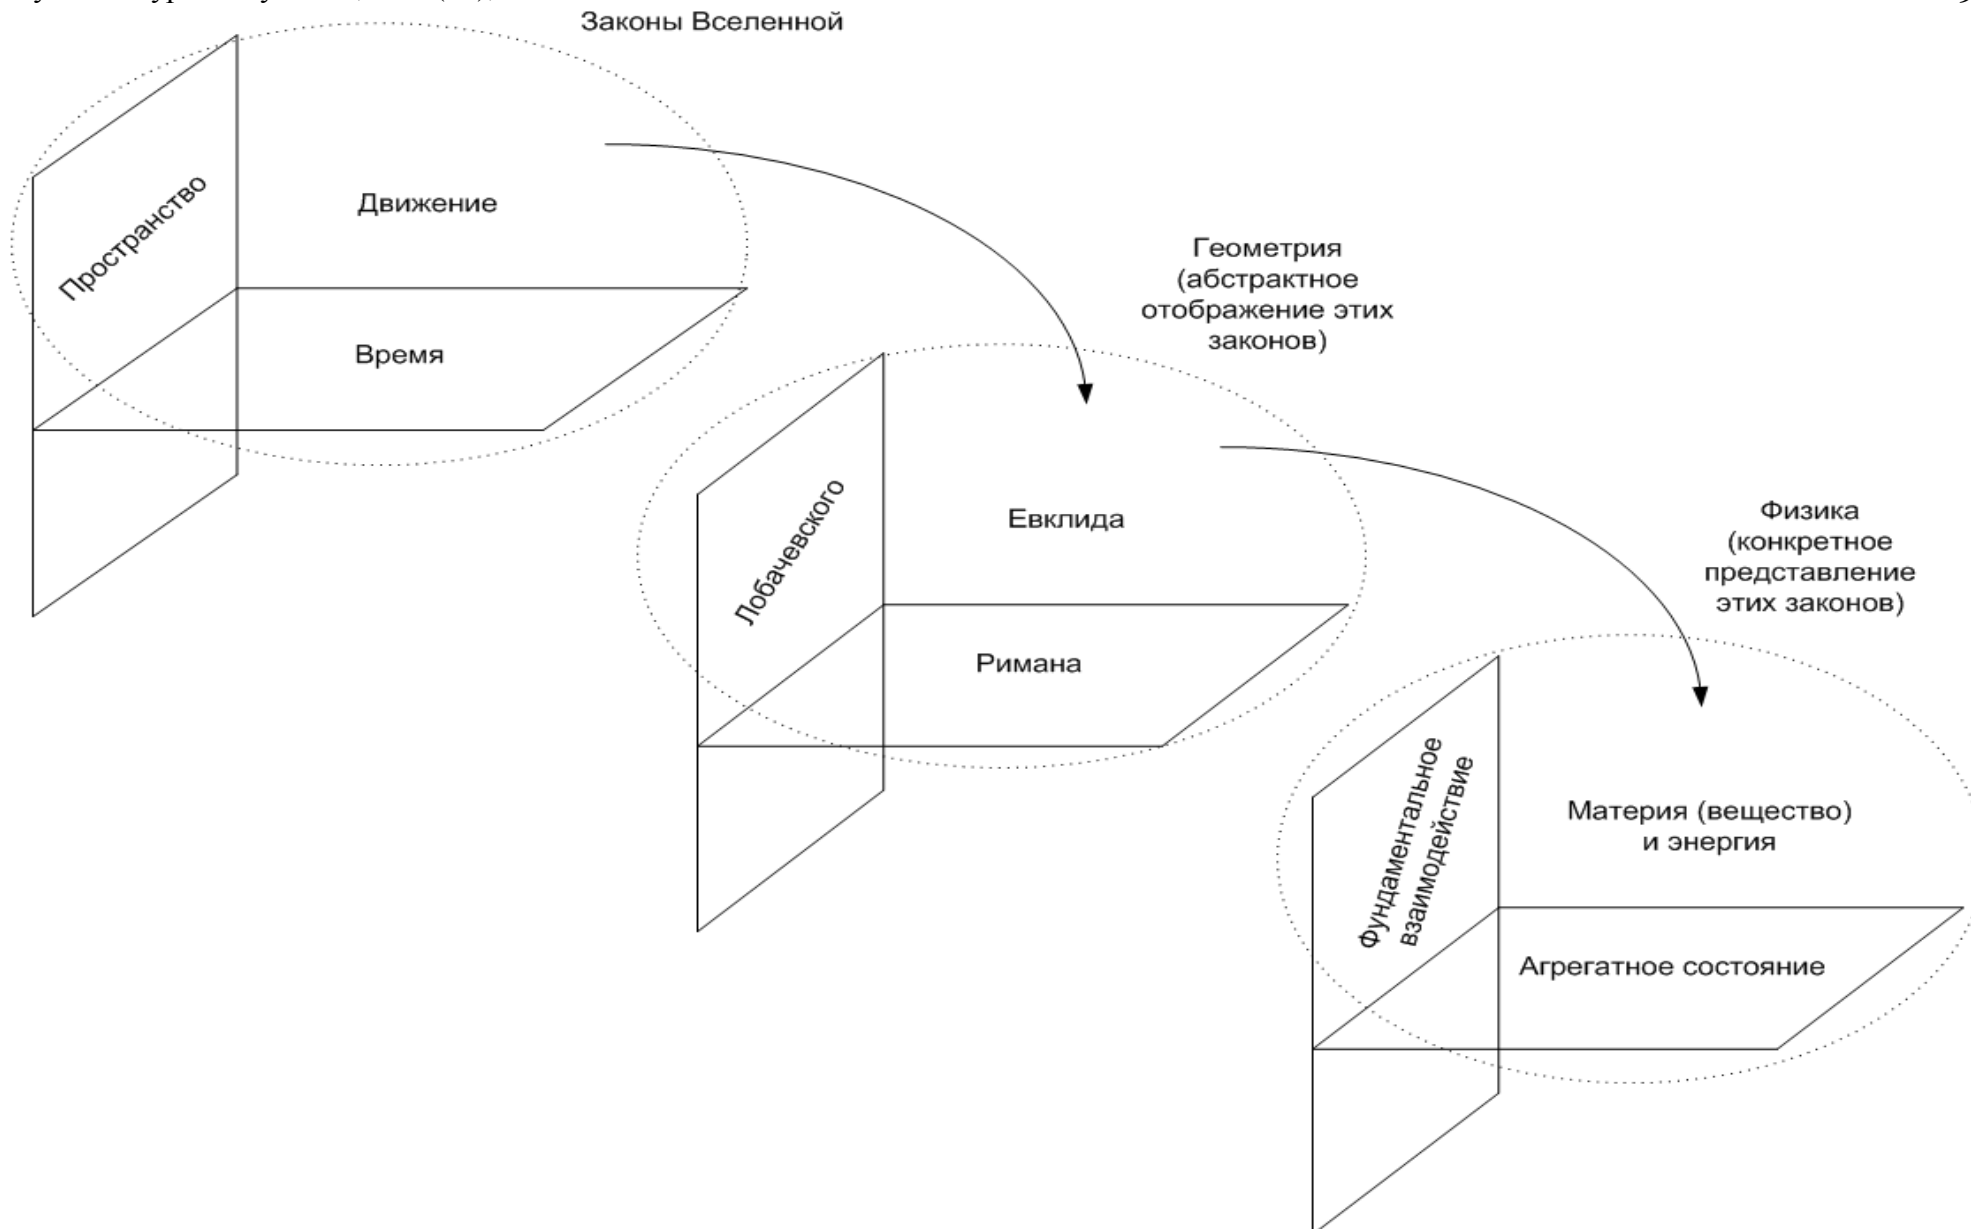 Законы Вселенной
Пространство
Движение
Время
Геометрия
(абстрактное
отображение этих
законов)
Лобачевского
Евклида
Римана
Физика
(конкретное
представление
этих законов)
Фундаментальное
взаимодействие
Материя (вещество)
и энергия
Агрегатное состояние